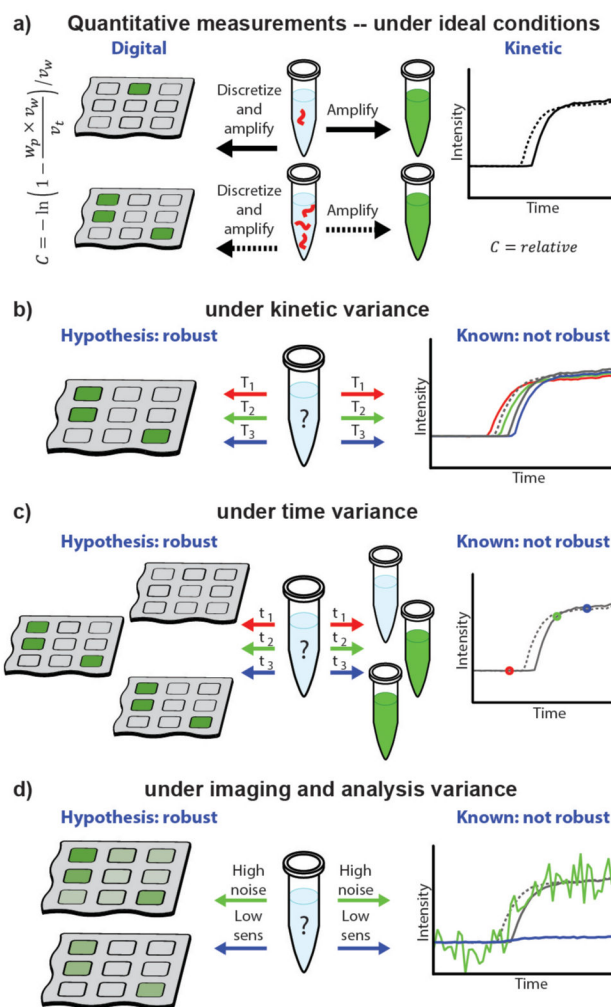 a) Quantitative measurements -- under ideal conditions
Digital
Kinetic
C = − ln ( 1 − w_p × v_w / v_t ) / v_w
Discretize
and
amplify
Amplify
Intensity
Time
Discretize
and
amplify
Amplify
C = relative
b) under kinetic variance
Hypothesis: robust
Known: not robust
T1
T2
T3
?
T1
T2
T3
Intensity
Time
c) under time variance
Hypothesis: robust
Known: not robust
t1
t2
t3
?
t1
t2
t3
Intensity
Time
d) under imaging and analysis variance
Hypothesis: robust
Known: not robust
High
noise
Low
sens
?
High
noise
Low
sens
Intensity
Time